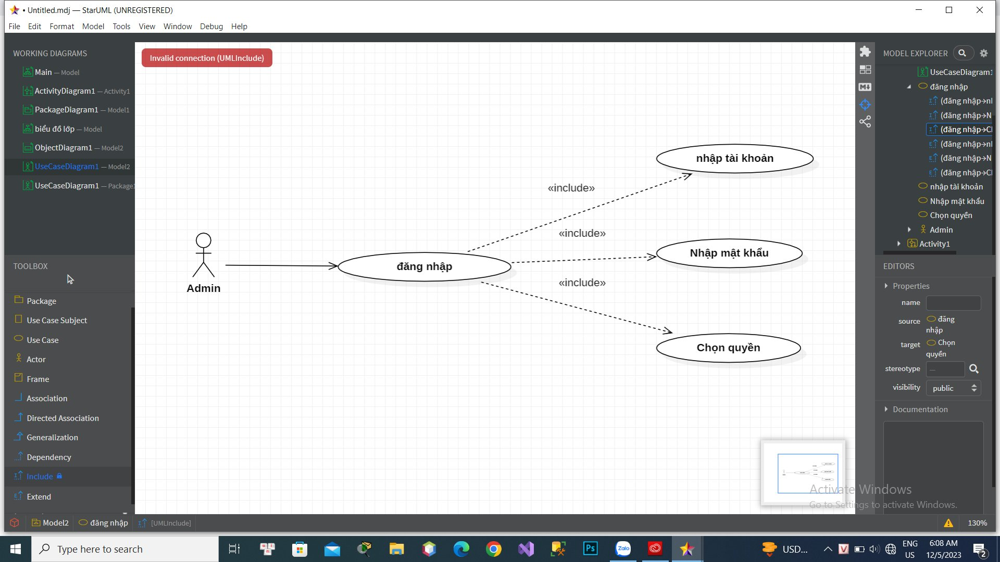 • Untitled.mdj — StarUML (UNREGISTERED)
File Edit Format Model Tools View Window Debug Help
WORKING DIAGRAMS
Main — Model
ActivityDiagram1 — Activity1
PackageDiagram1 — Model1
biểu đồ lớp — Model
ObjectDiagram1 — Model2
UseCaseDiagram1 — Model2
UseCaseDiagram1 — Package1
TOOLBOX
Package
Use Case Subject
Use Case
Actor
Frame
Association
Directed Association
Generalization
Dependency
Include
Extend
Invalid connection (UMLInclude)
nhập tài khoản
«include»
«include»
Nhập mật khẩu
đăng nhập
«include»
Admin
Chọn quyền
MODEL EXPLORER
UseCaseDiagram1
đăng nhập
(đăng nhập→nl
(đăng nhập→N
(đăng nhập→Cl
(đăng nhập→nl
(đăng nhập→N
(đăng nhập→Cl
nhập tài khoản
Nhập mật khẩu
Chọn quyền
Admin
Activity1
EDITORS
Properties
name
source đăng
nhập
target Chọn
quyền
stereotype —
visibility public
Documentation
Activate Windows
Go to Settings to activate Windows.
Model2 đăng nhập [UMLInclude]
130%
Type here to search
Ps
Zalo
USD...
V
ENG
US
6:08 AM
12/5/2023
2